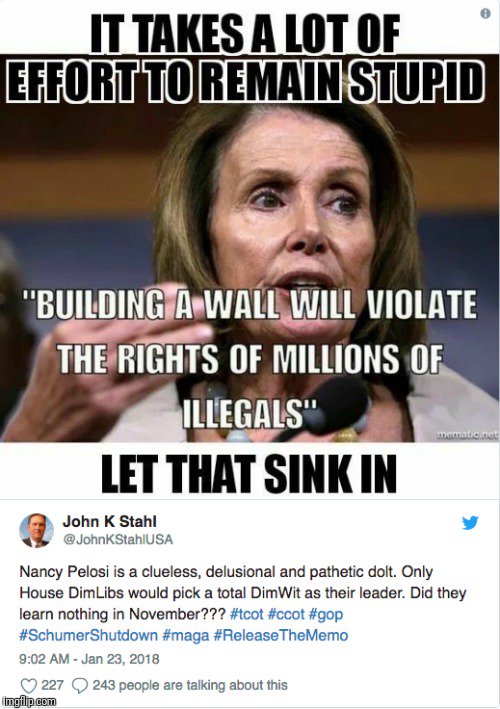 IT TAKES A LOT OF
EFFORT TO REMAIN STUPID
"BUILDING A WALL WILL VIOLATE
THE RIGHTS OF MILLIONS OF
ILLEGALS"
mematic.net
LET THAT SINK IN
John K Stahl
@JohnKStahlUSA
Nancy Pelosi is a clueless, delusional and pathetic dolt. Only
House DimLibs would pick a total DimWit as their leader. Did they
learn nothing in November??? #tcot #ccot #gop
#SchumerShutdown #maga #ReleaseTheMemo
9:02 AM - Jan 23, 2018
227 243 people are talking about this
imgflip.com